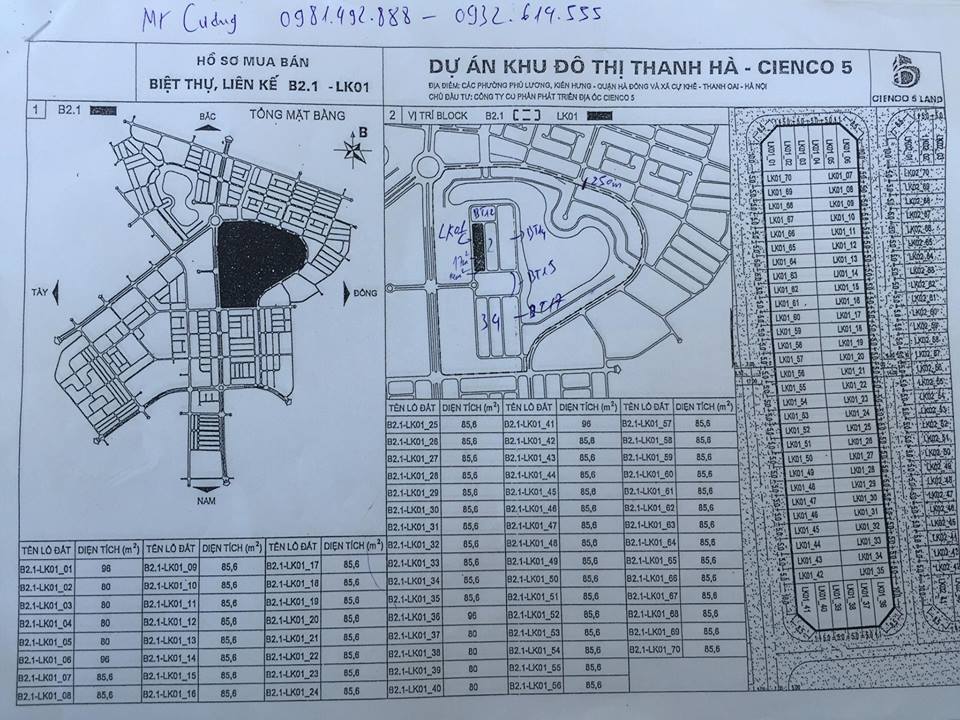 Mr Cương 0981.492.888 – 0932.614.555
HỒ SƠ MUA BÁN
BIỆT THỰ, LIÊN KẾ B2.1 - LK01
DỰ ÁN KHU ĐÔ THỊ THANH HÀ - CIENCO 5
ĐỊA ĐIỂM: CÁC PHƯỜNG PHÚ LƯƠNG, KIẾN HƯNG - QUẬN HÀ ĐÔNG VÀ XÃ CỰ KHÊ - THANH OAI - HÀ NỘI
CHỦ ĐẦU TƯ: CÔNG TY CỔ PHẦN PHÁT TRIỂN ĐỊA ỐC CIENCO 5
CIENCO 5 LAND
1 B2.1 TỔNG MẶT BẰNG
BẮC
B
TÂY
ĐÔNG
NAM
2 VỊ TRÍ BLOCK B2.1 LK01
250m
BT12
LK01
2
BT14
17m²
BT15
BT17
3 4
TÊN LÔ ĐẤT DIỆN TÍCH (m²) TÊN LÔ ĐẤT DIỆN TÍCH (m²) TÊN LÔ ĐẤT DIỆN TÍCH (m²)
B2.1-LK01_25 85,6 B2.1-LK01_41 96 B2.1-LK01_57 85,6
B2.1-LK01_26 85,6 B2.1-LK01_42 85,6 B2.1-LK01_58 85,6
B2.1-LK01_27 85,6 B2.1-LK01_43 85,6 B2.1-LK01_59 85,6
B2.1-LK01_28 85,6 B2.1-LK01_44 85,6 B2.1-LK01_60 85,6
B2.1-LK01_29 85,6 B2.1-LK01_45 85,6 B2.1-LK01_61 85,6
B2.1-LK01_30 85,6 B2.1-LK01_46 85,6 B2.1-LK01_62 85,6
B2.1-LK01_31 85,6 B2.1-LK01_47 85,6 B2.1-LK01_63 85,6
B2.1-LK01_32 85,6 B2.1-LK01_48 85,6 B2.1-LK01_64 85,6
B2.1-LK01_33 85,6 B2.1-LK01_49 85,6 B2.1-LK01_65 85,6
B2.1-LK01_34 85,6 B2.1-LK01_50 85,6 B2.1-LK01_66 85,6
B2.1-LK01_35 85,6 B2.1-LK01_51 85,6 B2.1-LK01_67 85,6
B2.1-LK01_36 96 B2.1-LK01_52 85,6 B2.1-LK01_68 85,6
B2.1-LK01_37 80 B2.1-LK01_53 85,6 B2.1-LK01_69 85,6
B2.1-LK01_38 80 B2.1-LK01_54 85,6 B2.1-LK01_70 85,6
B2.1-LK01_39 80 B2.1-LK01_55 85,6
B2.1-LK01_40 80 B2.1-LK01_56 85,6
TÊN LÔ ĐẤT DIỆN TÍCH (m²) TÊN LÔ ĐẤT DIỆN TÍCH (m²) TÊN LÔ ĐẤT DIỆN TÍCH (m²)
B2.1-LK01_01 96 B2.1-LK01_09 85,6 B2.1-LK01_17 85,6
B2.1-LK01_02 80 B2.1-LK01_10 85,6 B2.1-LK01_18 85,6
B2.1-LK01_03 80 B2.1-LK01_11 85,6 B2.1-LK01_19 85,6
B2.1-LK01_04 80 B2.1-LK01_12 85,6 B2.1-LK01_20 85,6
B2.1-LK01_05 80 B2.1-LK01_13 85,6 B2.1-LK01_21 85,6
B2.1-LK01_06 96 B2.1-LK01_14 85,6 B2.1-LK01_22 85,6
B2.1-LK01_07 85,6 B2.1-LK01_15 85,6 B2.1-LK01_23 85,6
B2.1-LK01_08 85,6 B2.1-LK01_16 85,6 B2.1-LK01_24 85,6
LK01_01 LK01_02 LK01_03 LK01_04 LK01_05 LK01_06
LK01_70 LK01_07
LK01_69 LK01_08
LK01_68 LK01_09
LK01_67 LK01_10
LK01_66 LK01_11
LK01_65 LK01_12
LK01_64 LK01_13
LK01_63 LK01_14
LK01_62 LK01_15
LK01_61 LK01_16
LK01_60 LK01_17
LK01_59 LK01_18
LK01_58 LK01_19
LK01_57 LK01_20
LK01_56 LK01_21
LK01_55 LK01_22
LK01_54 LK01_23
LK01_53 LK01_24
LK01_52 LK01_25
LK01_51 LK01_26
LK01_50 LK01_27
LK01_49 LK01_28
LK01_48 LK01_29
LK01_47 LK01_30
LK01_46 LK01_31
LK01_45 LK01_32
LK01_44 LK01_33
LK01_43 LK01_34
LK01_42 LK01_35
LK01_41 LK01_40 LK01_39 LK01_38 LK01_37 LK01_36